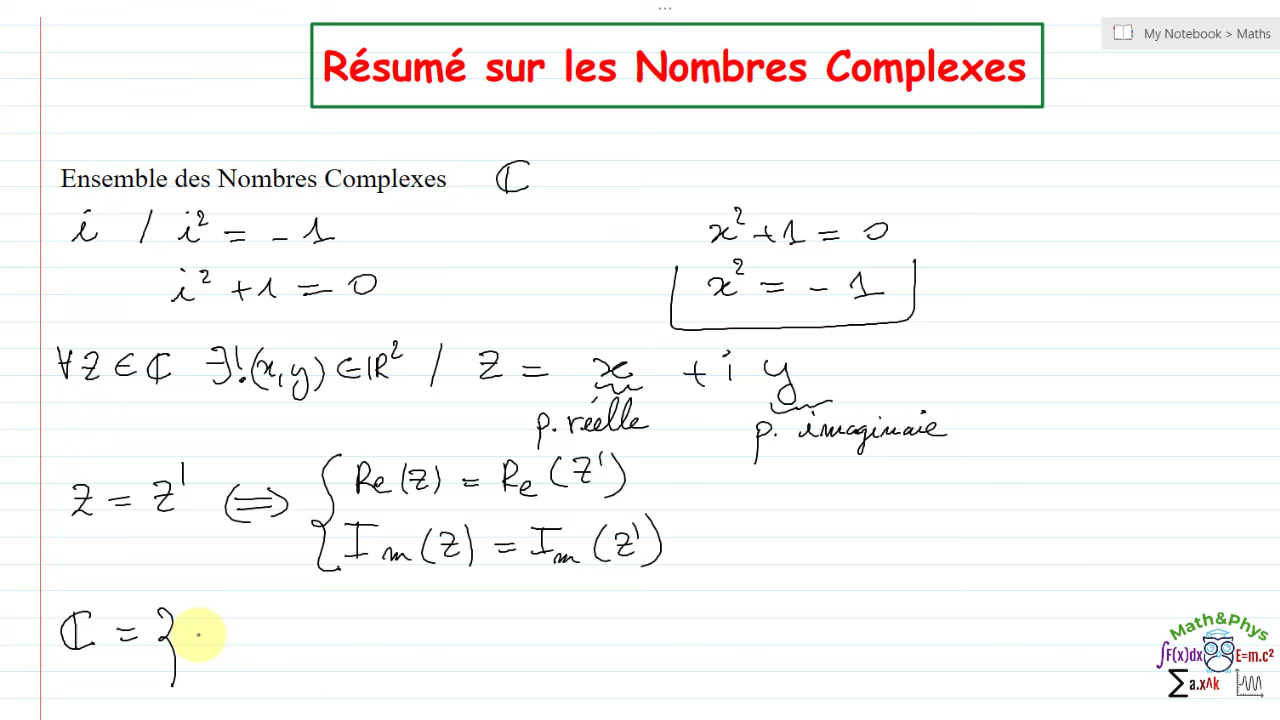 My Notebook > Maths
Résumé sur les Nombres Complexes
Ensemble des Nombres Complexes ℂ
i / i² = - 1
x² + 1 = 0
i² + 1 = 0
x² = - 1
∀ Z ∈ ℂ ∃!(x,y) ∈ ℝ² / Z = x + i y
p. réelle
p. imaginaie
Z = Z' ⟺ { Re(Z) = Re(Z')
Im(Z) = Im(Z')
ℂ = {
Math&Phys
∫F(x)dx E=m.c²
∑ a.x∧k